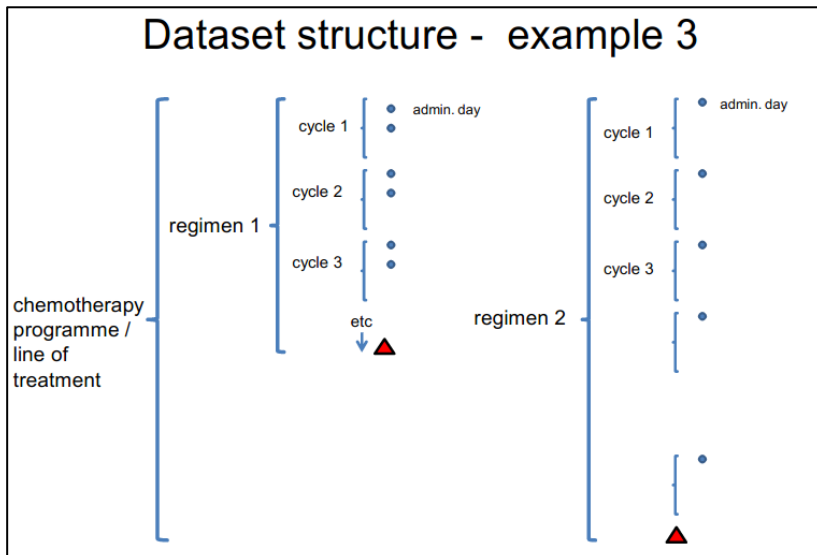 Dataset structure - example 3
chemotherapy
programme /
line of
treatment
regimen 1
cycle 1
admin. day
cycle 2
cycle 3
etc
regimen 2
cycle 1
admin. day
cycle 2
cycle 3